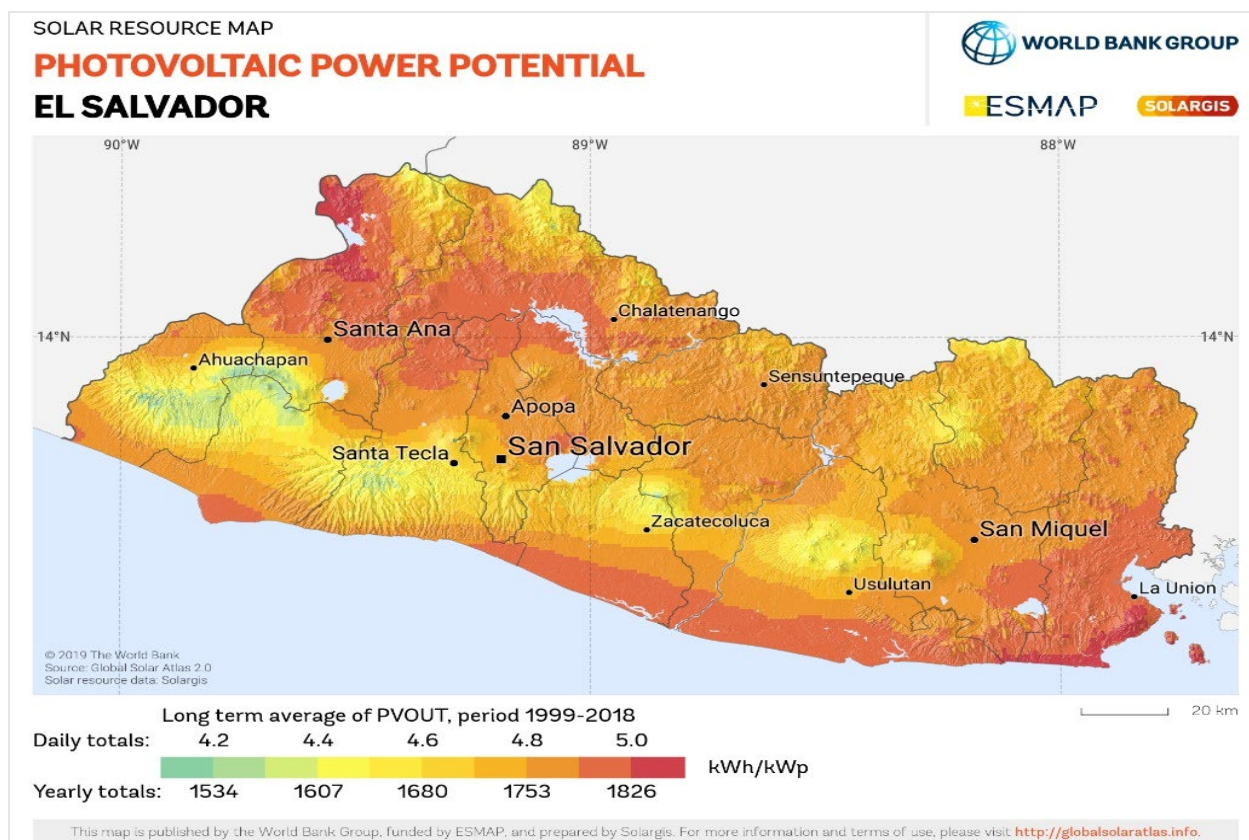 SOLAR RESOURCE MAP
PHOTOVOLTAIC POWER POTENTIAL
EL SALVADOR
WORLD BANK GROUP
ESMAP
SOLARGIS
90°W
89°W
88°W
14°N
14°N
Chalatenango
Santa Ana
Ahuachapan
Sensuntepeque
Apopa
San Salvador
Santa Tecla
Zacatecoluca
San Miquel
Usulutan
La Union
© 2019 The World Bank
Source: Global Solar Atlas 2.0
Solar resource data: Solargis
Long term average of PVOUT, period 1999-2018
20 km
Daily totals: 4.2 4.4 4.6 4.8 5.0
kWh/kWp
Yearly totals: 1534 1607 1680 1753 1826
This map is published by the World Bank Group, funded by ESMAP, and prepared by Solargis. For more information and terms of use, please visit http://globalsolaratlas.info.